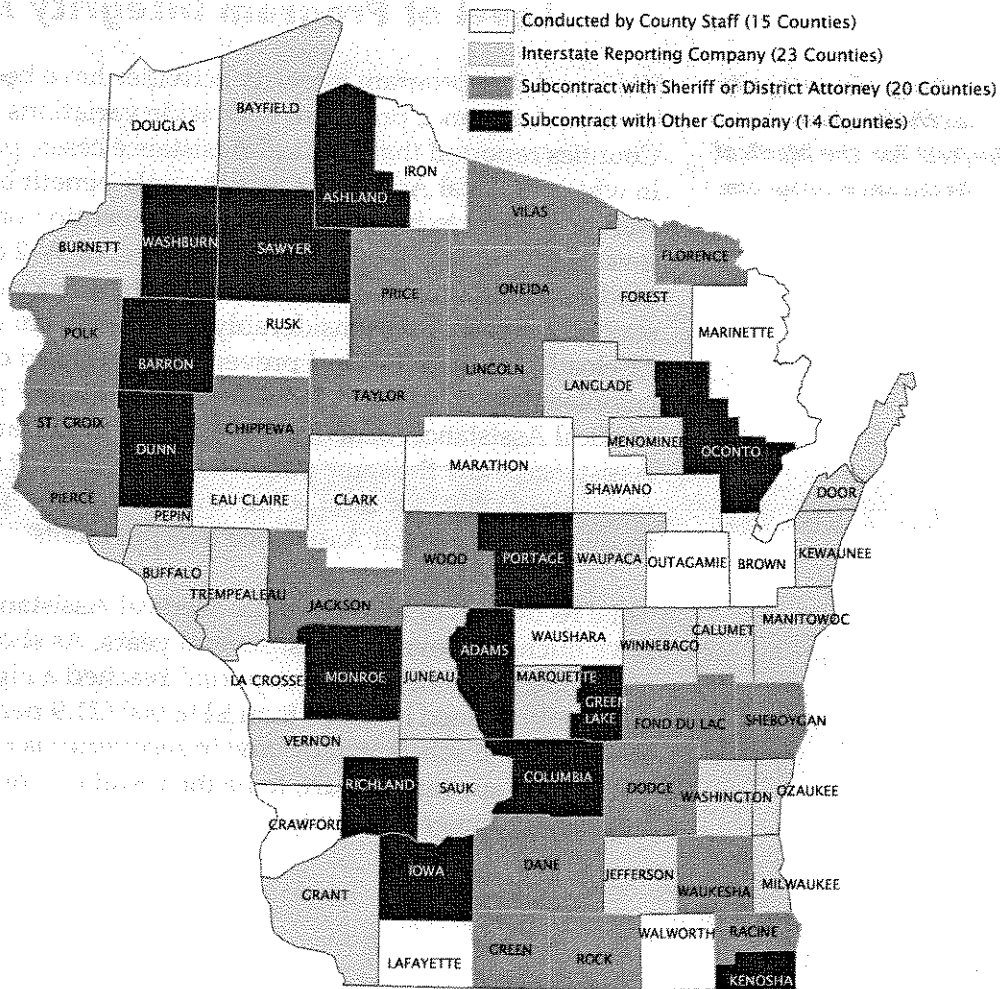 Conducted by County Staff (15 Counties)
Interstate Reporting Company (23 Counties)
Subcontract with Sheriff or District Attorney (20 Counties)
Subcontract with Other Company (14 Counties)
BAYFIELD
DOUGLAS
IRON
ASHLAND
VILAS
BURNETT
WASHBURN
SAWYER
FLORENCE
PRICE
ONEIDA
FOREST
POLK
RUSK
MARINETTE
BARRON
LINCOLN
LANGLADE
TAYLOR
ST. CROIX
CHIPPEWA
DUNN
MENOMINEE
OCONTO
MARATHON
SHAWANO
PIERCE
EAU CLAIRE
CLARK
DOOR
PEPIN
WOOD
PORTAGE
WAUPACA
OUTAGAMIE
BROWN
KEWAUNEE
BUFFALO
TREMPEALEAU
JACKSON
MANITOWOC
WAUSHARA
CALUMET
WINNEBAGO
ADAMS
LA CROSSE
MONROE
JUNEAU
MARQUETTE
GREEN
LAKE
FOND DU LAC
SHEBOYGAN
VERNON
COLUMBIA
RICHLAND
SAUK
DODGE
WASHINGTON
OZAUKEE
CRAWFORD
DANE
IOWA
JEFFERSON
WAUKESHA
MILWAUKEE
GRANT
WALWORTH
RACINE
GREEN
ROCK
LAFAYETTE
KENOSHA